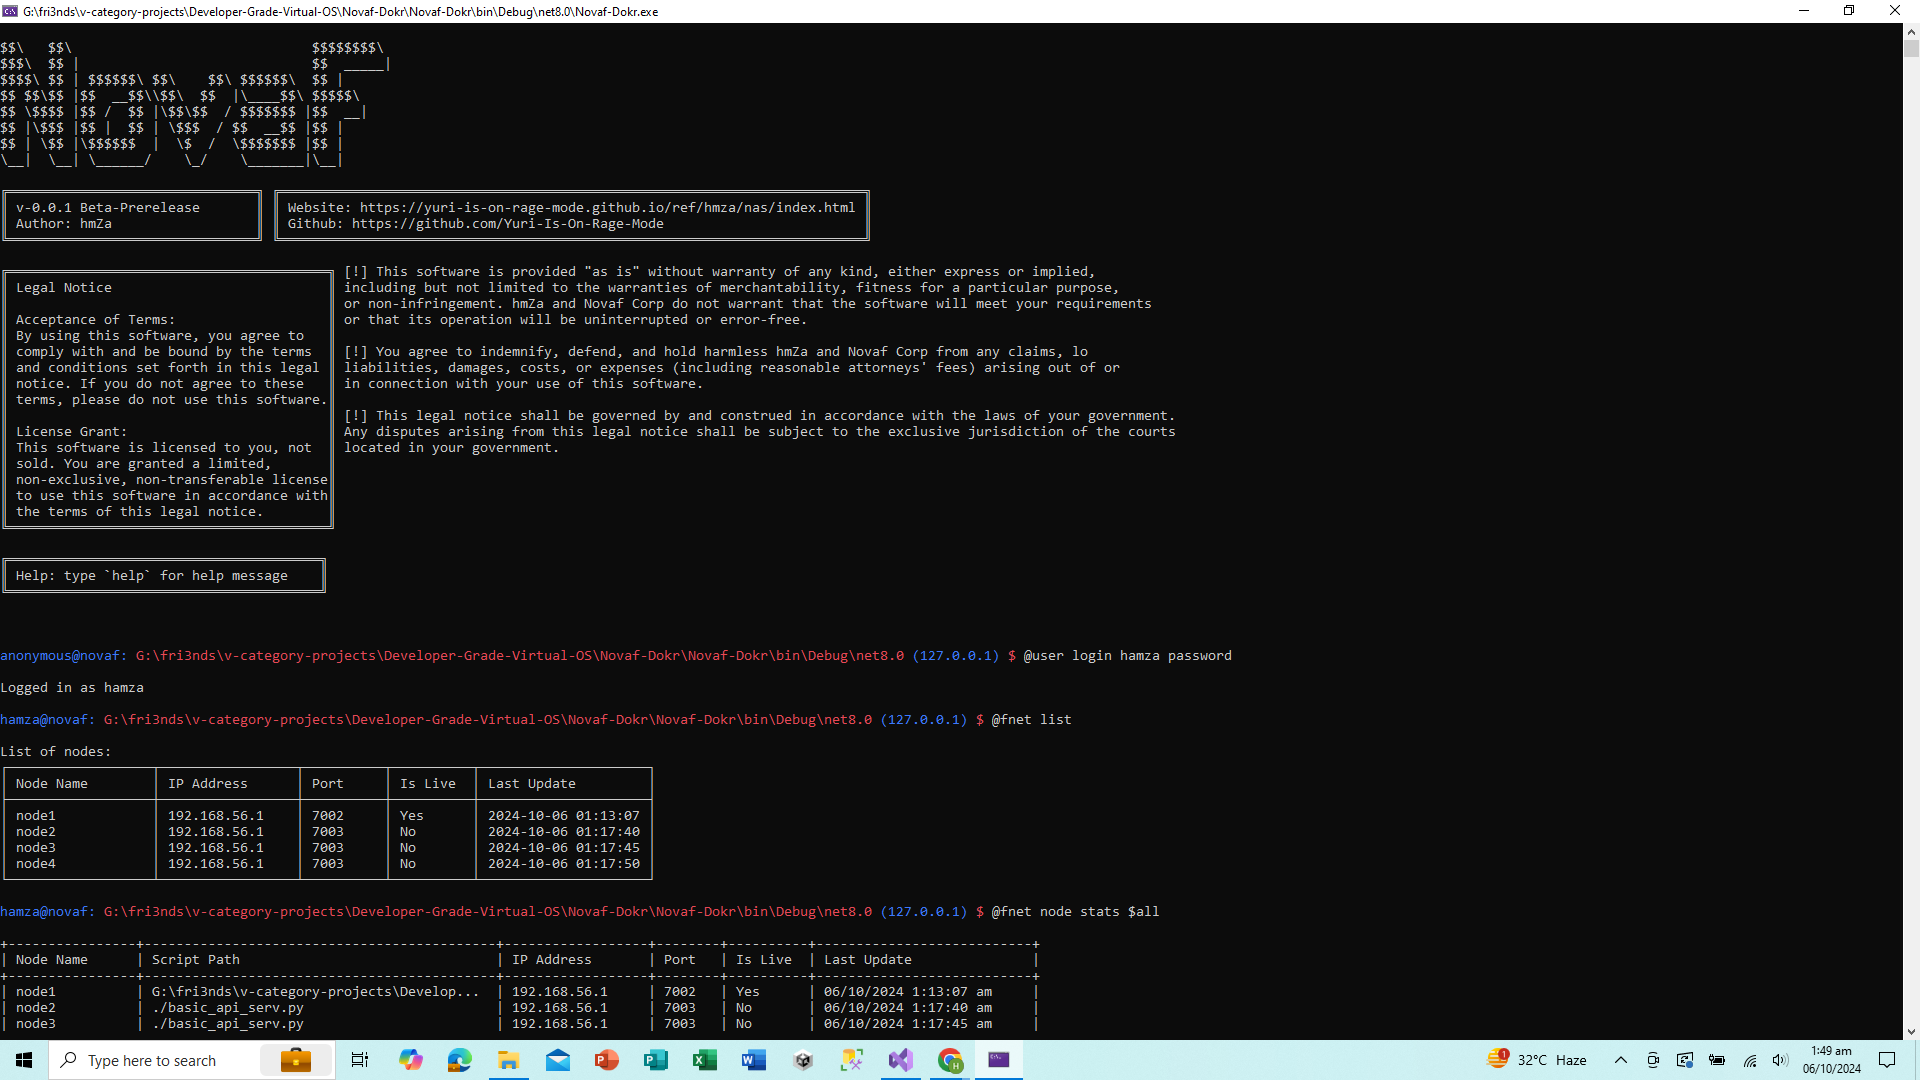 G:\fri3nds\v-category-projects\Developer-Grade-Virtual-OS\Novaf-Dokr\Novaf-Dokr\bin\Debug\net8.0\Novaf-Dokr.exe
$$\   $$\                              $$$$$$$$\
$$$\  $$ |                             $$  _____|
$$$$\ $$ | $$$$$$\ $$\    $$\ $$$$$$\  $$ |
$$ $$\$$ |$$  __$$\\$$\  $$  |\____$$\ $$$$$\
$$ \$$$$ |$$ /  $$ |\$$\$$  / $$$$$$$ |$$  __|
$$ |\$$$ |$$ |  $$ | \$$$  / $$  __$$ |$$ |
$$ | \$$ |\$$$$$$  |  \$  /  \$$$$$$$ |$$ |
\__|  \__| \______/    \_/    \_______|\__|
v-0.0.1 Beta-Prerelease
Author: hmZa
Website: https://yuri-is-on-rage-mode.github.io/ref/hmza/nas/index.html
Github: https://github.com/Yuri-Is-On-Rage-Mode
Legal Notice
Acceptance of Terms:
By using this software, you agree to
comply with and be bound by the terms
and conditions set forth in this legal
notice. If you do not agree to these
terms, please do not use this software.
License Grant:
This software is licensed to you, not
sold. You are granted a limited,
non-exclusive, non-transferable license
to use this software in accordance with
the terms of this legal notice.
[!] This software is provided "as is" without warranty of any kind, either express or implied,
including but not limited to the warranties of merchantability, fitness for a particular purpose,
or non-infringement. hmZa and Novaf Corp do not warrant that the software will meet your requirements
or that its operation will be uninterrupted or error-free.
[!] You agree to indemnify, defend, and hold harmless hmZa and Novaf Corp from any claims, lo
liabilities, damages, costs, or expenses (including reasonable attorneys' fees) arising out of or
in connection with your use of this software.
[!] This legal notice shall be governed by and construed in accordance with the laws of your government.
Any disputes arising from this legal notice shall be subject to the exclusive jurisdiction of the courts
located in your government.
Help: type `help` for help message
anonymous@novaf: G:\fri3nds\v-category-projects\Developer-Grade-Virtual-OS\Novaf-Dokr\Novaf-Dokr\bin\Debug\net8.0 (127.0.0.1) $ @user login hamza password
Logged in as hamza
hamza@novaf: G:\fri3nds\v-category-projects\Developer-Grade-Virtual-OS\Novaf-Dokr\Novaf-Dokr\bin\Debug\net8.0 (127.0.0.1) $ @fnet list
List of nodes:
Node Name | IP Address | Port | Is Live | Last Update
node1 | 192.168.56.1 | 7002 | Yes | 2024-10-06 01:13:07
node2 | 192.168.56.1 | 7003 | No | 2024-10-06 01:17:40
node3 | 192.168.56.1 | 7003 | No | 2024-10-06 01:17:45
node4 | 192.168.56.1 | 7003 | No | 2024-10-06 01:17:50
hamza@novaf: G:\fri3nds\v-category-projects\Developer-Grade-Virtual-OS\Novaf-Dokr\Novaf-Dokr\bin\Debug\net8.0 (127.0.0.1) $ @fnet node stats $all
| Node Name | Script Path | IP Address | Port | Is Live | Last Update |
| node1 | G:\fri3nds\v-category-projects\Develop... | 192.168.56.1 | 7002 | Yes | 06/10/2024 1:13:07 am |
| node2 | ./basic_api_serv.py | 192.168.56.1 | 7003 | No | 06/10/2024 1:17:40 am |
| node3 | ./basic_api_serv.py | 192.168.56.1 | 7003 | No | 06/10/2024 1:17:45 am |
Type here to search
1
32°C Haze
1:49 am
06/10/2024